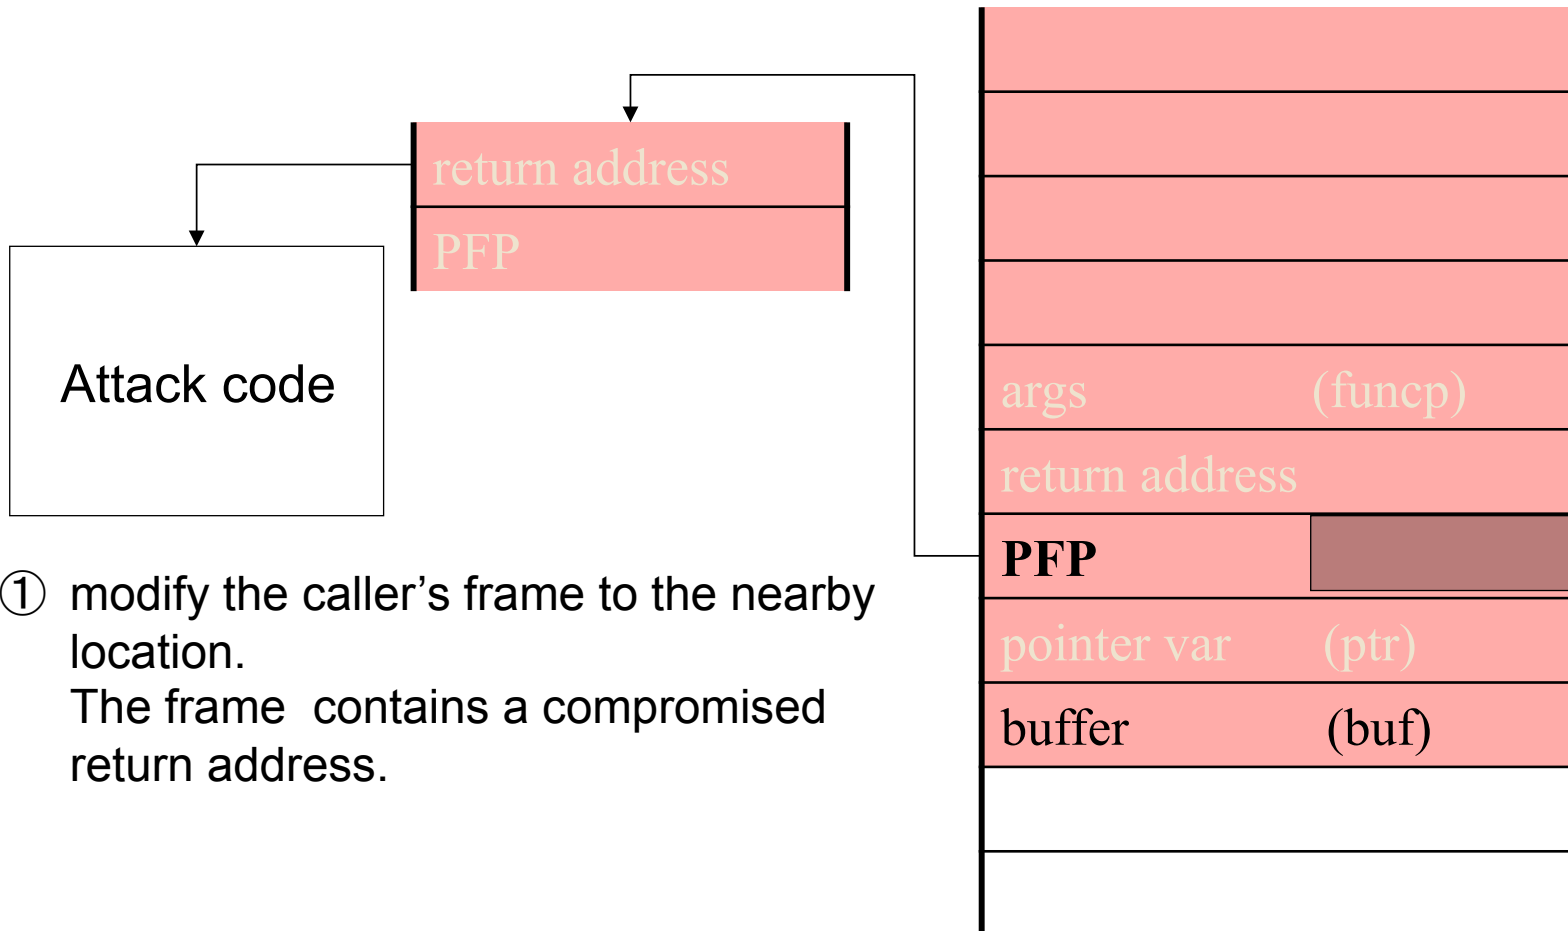 return address
PFP
Attack code
① modify the caller’s frame to the nearby
location.
The frame contains a compromised
return address.
args (funcp)
return address
PFP
pointer var (ptr)
buffer (buf)